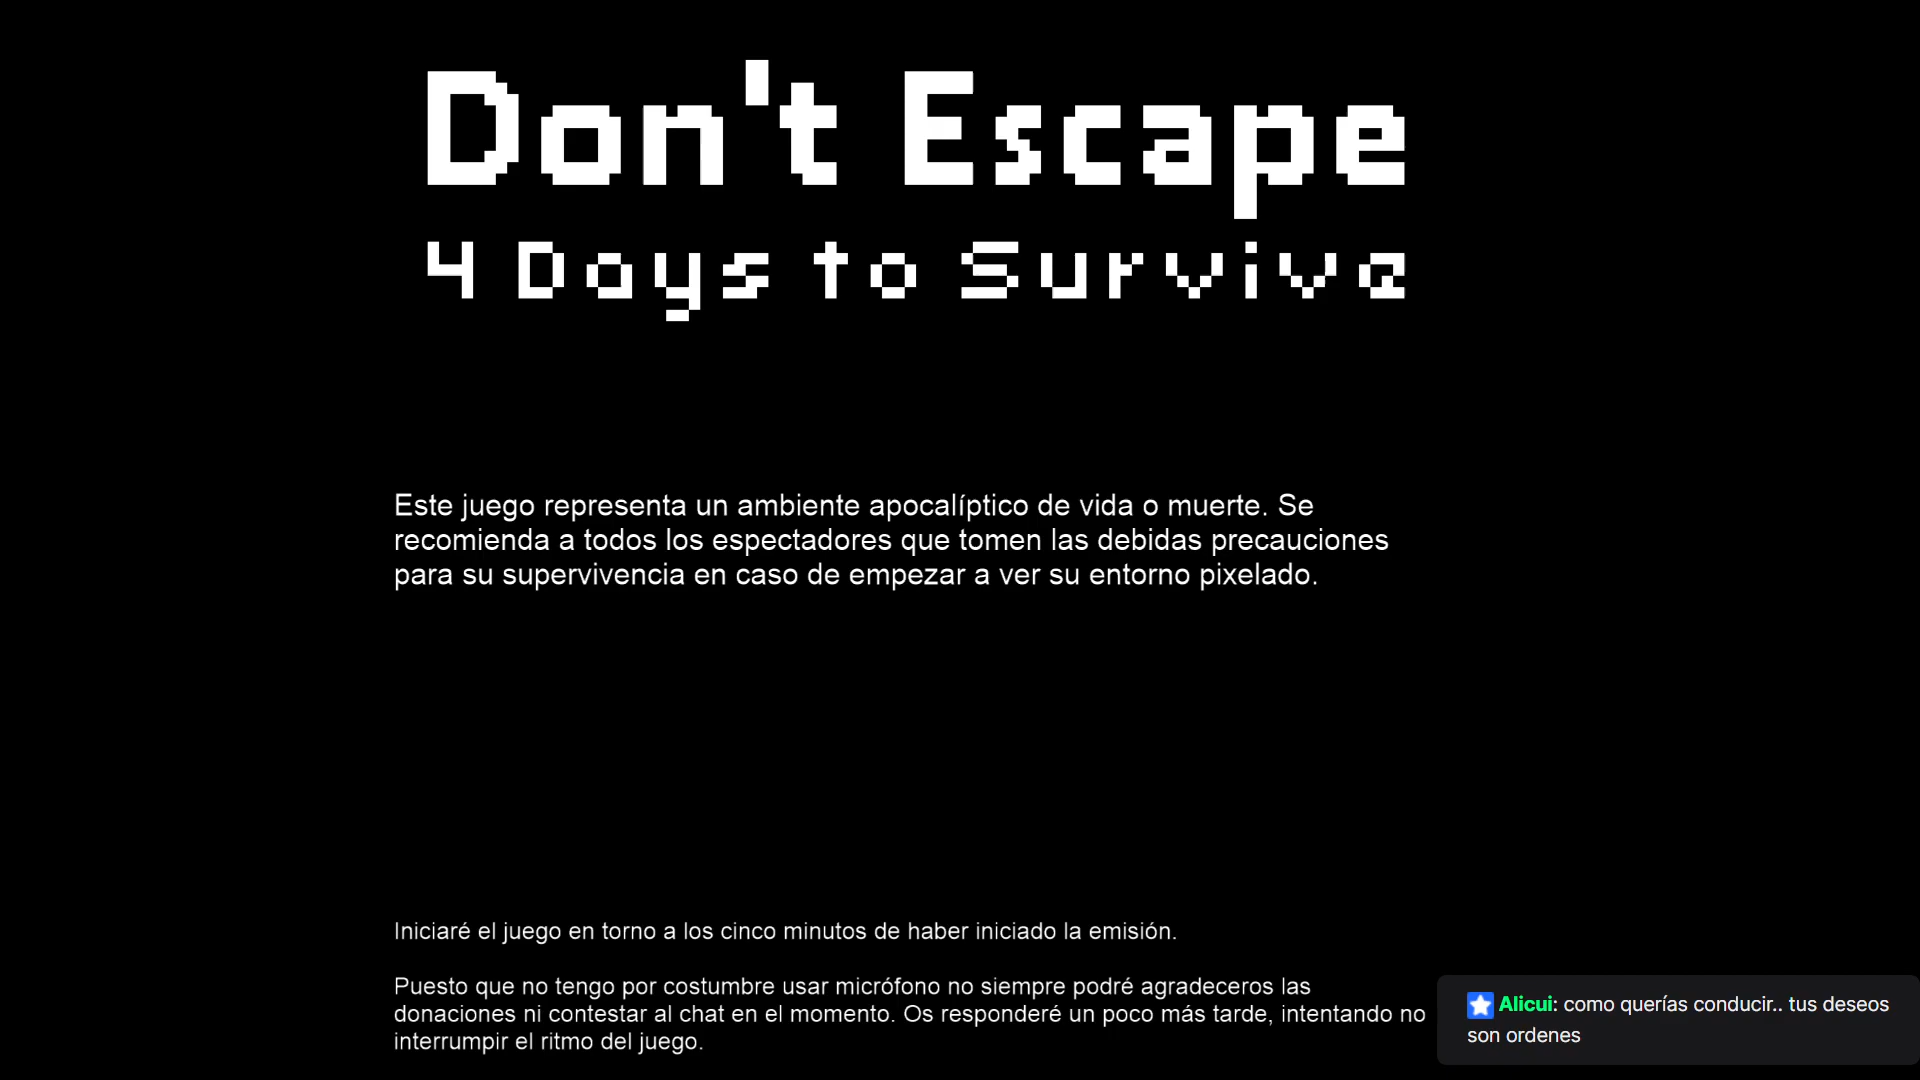 Don't Escape
4 Days to Survive
Este juego representa un ambiente apocalíptico de vida o muerte. Se
recomienda a todos los espectadores que tomen las debidas precauciones
para su supervivencia en caso de empezar a ver su entorno pixelado.
Iniciaré el juego en torno a los cinco minutos de haber iniciado la emisión.
Puesto que no tengo por costumbre usar micrófono no siempre podré agradeceros las
donaciones ni contestar al chat en el momento. Os responderé un poco más tarde, intentando no
interrumpir el ritmo del juego.
Alicui: como querías conducir.. tus deseos
son ordenes